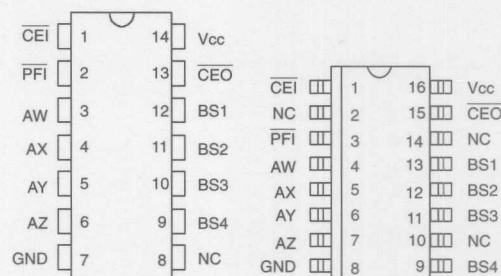 CEI 1 14 Vcc
PFI 2 13 CEO
AW 3 12 BS1
AX 4 11 BS2
AY 5 10 BS3
AZ 6 9 BS4
GND 7 8 NC
CEI 1 16 Vcc
NC 2 15 CEO
PFI 3 14 NC
AW 4 13 BS1
AX 5 12 BS2
AY 6 11 BS3
AZ 7 10 NC
GND 8 9 BS4